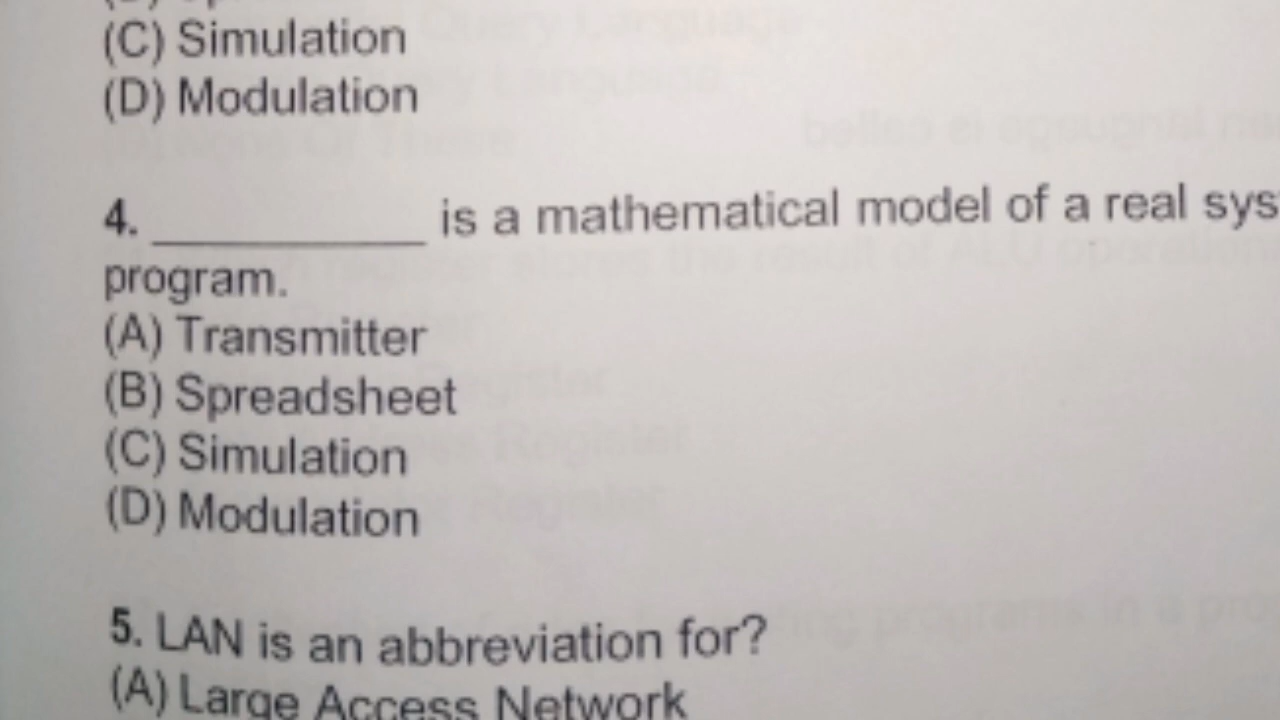 (C) Simulation
(D) Modulation
4. __________ is a mathematical model of a real sys
program.
(A) Transmitter
(B) Spreadsheet
(C) Simulation
(D) Modulation
5. LAN is an abbreviation for?
(A) Large Access Network